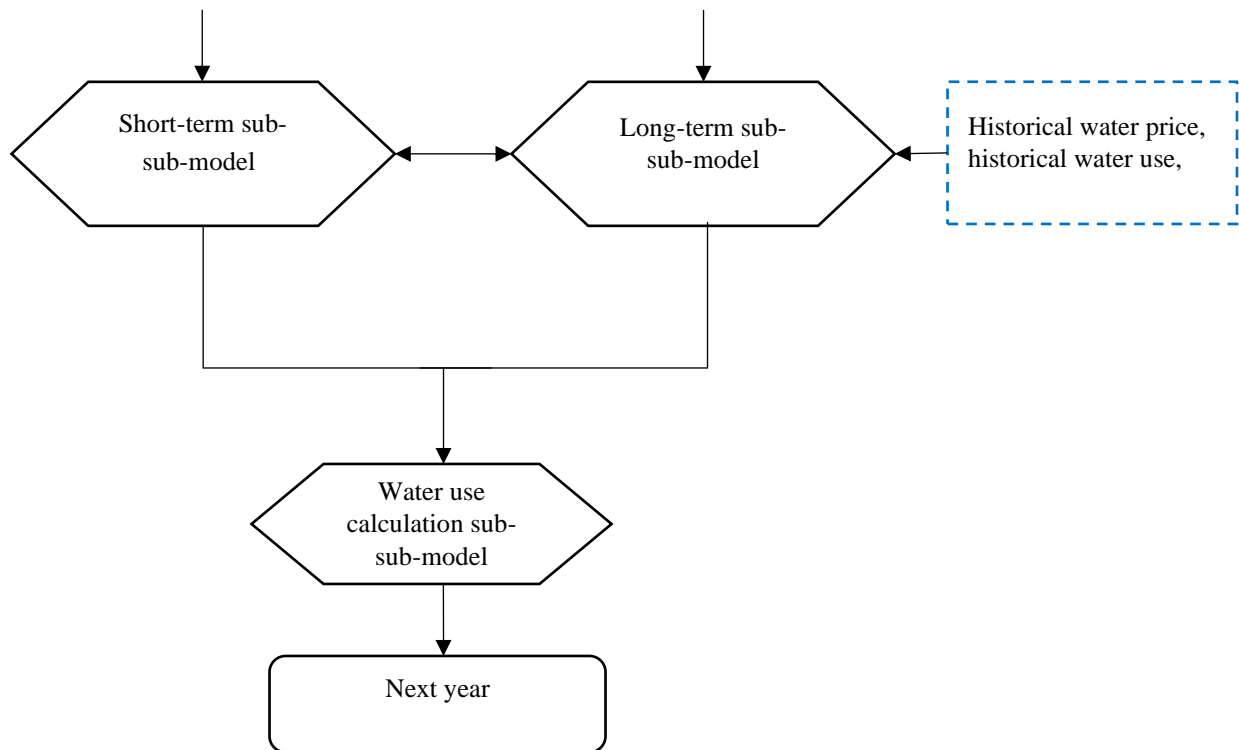 Short-term sub-
sub-model
Long-term sub-
sub-model
Historical water price,
historical water use,
Water use
calculation sub-
sub-model
Next year